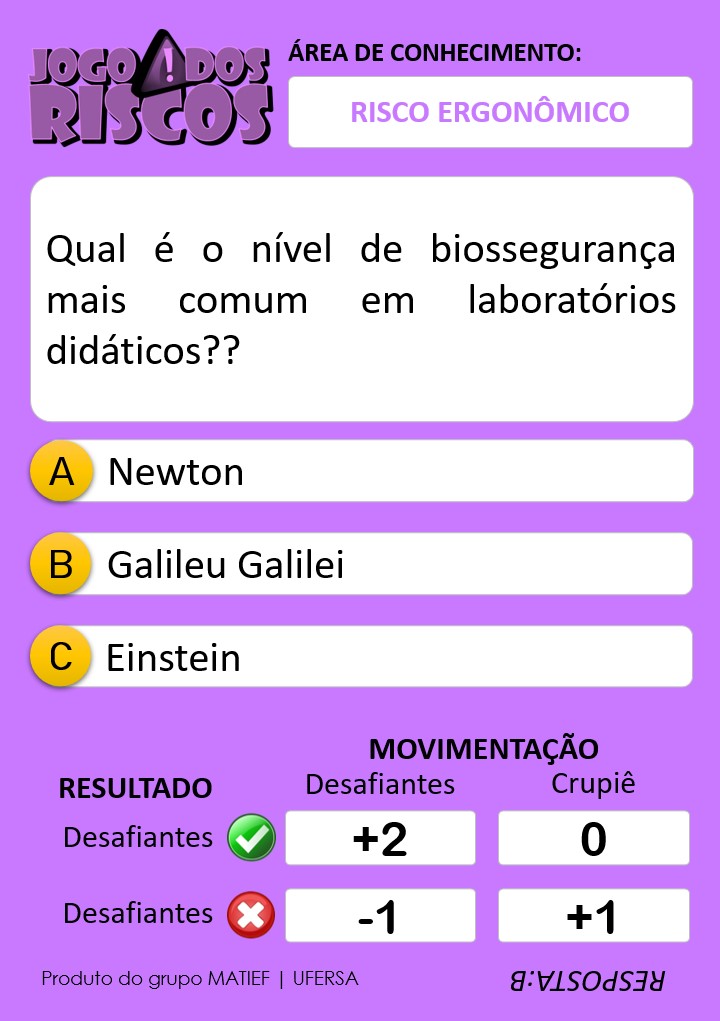 JOGO DOS
RISCOS
ÁREA DE CONHECIMENTO:
RISCO ERGONÔMICO
Qual é o nível de biossegurança
mais comum em laboratórios
didáticos??
A Newton
B Galileu Galilei
C Einstein
MOVIMENTAÇÃO
RESULTADO Desafiantes Crupiê
Desafiantes +2 0
Desafiantes -1 +1
Produto do grupo MATIEF | UFERSA
RESPOSTA:B